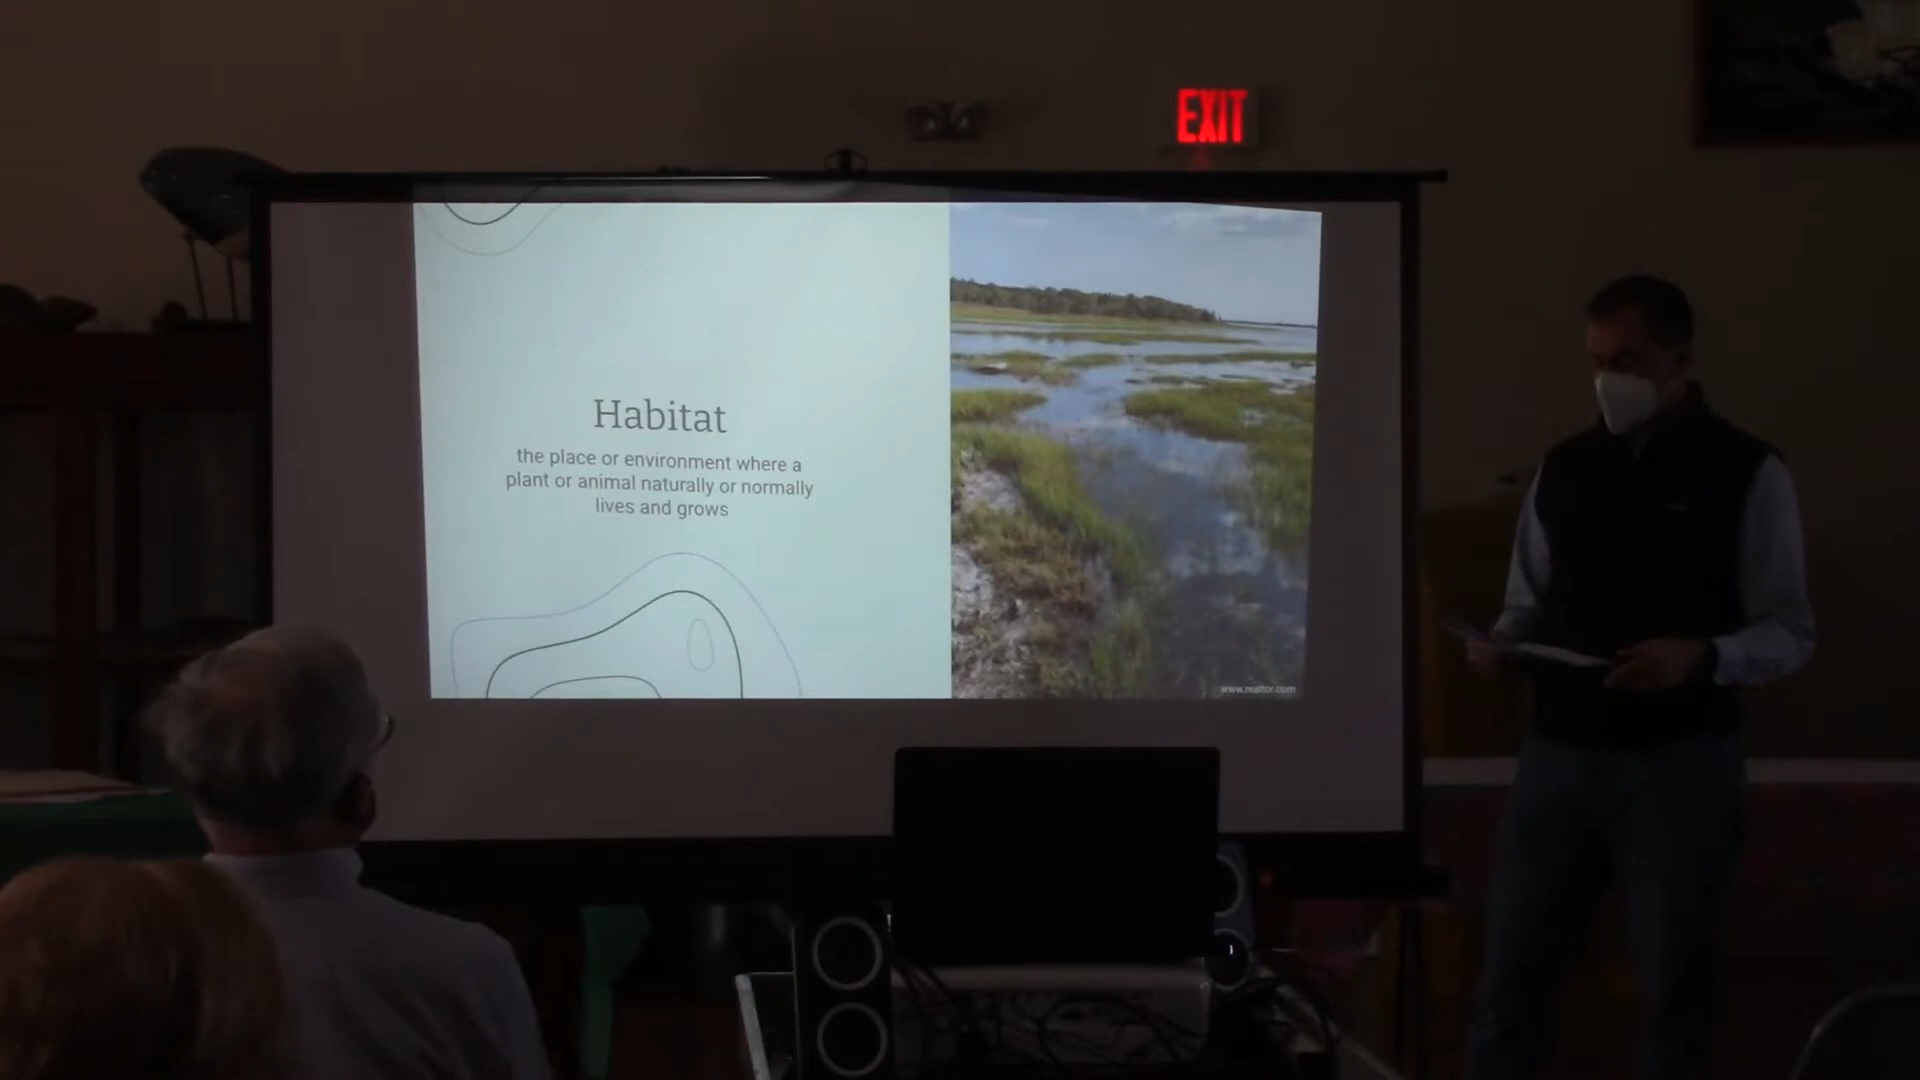 EXIT
Habitat
the place or environment where a
plant or animal naturally or normally
lives and grows
www.realtor.com